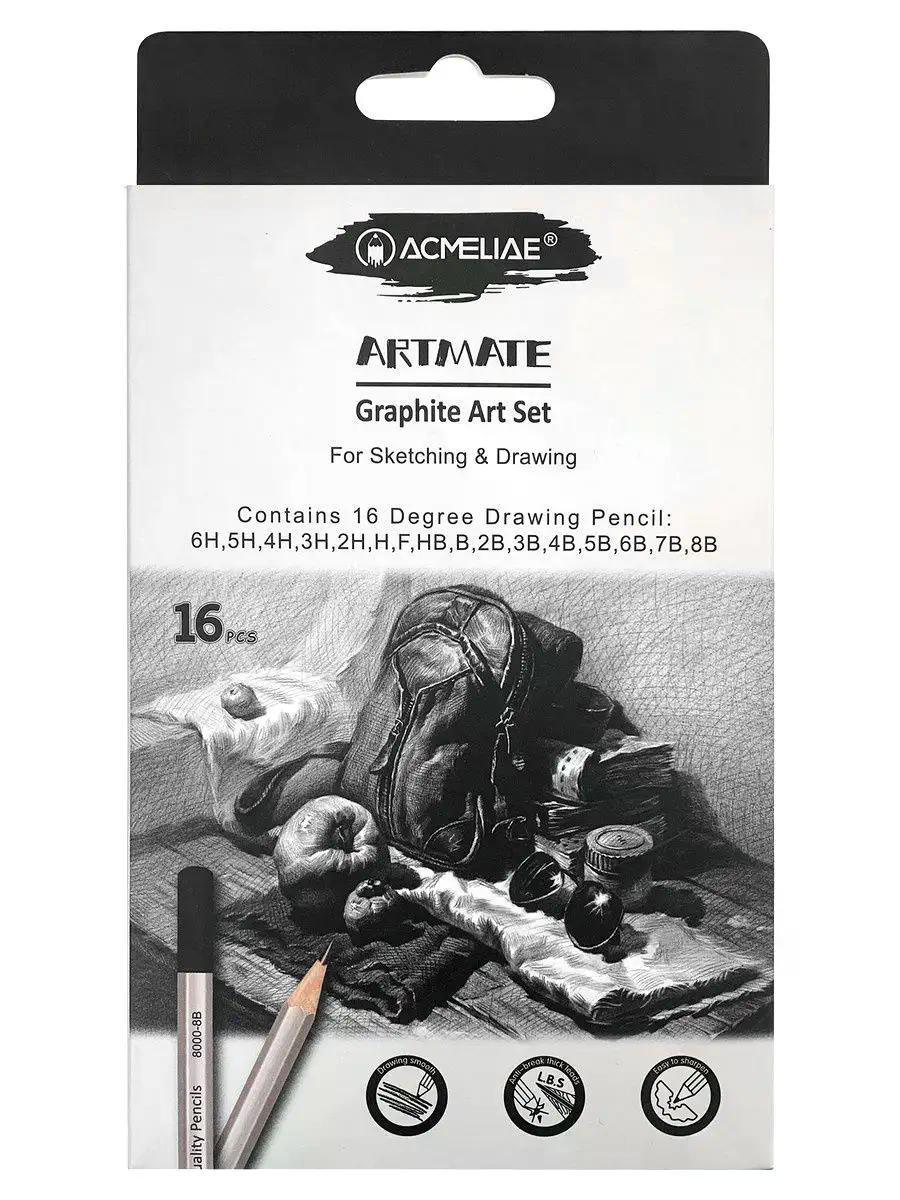 ACMELIAE®
ARTMATE
Graphite Art Set
For Sketching & Drawing
Contains 16 Degree Drawing Pencil:
6H,5H,4H,3H,2H,H,F,HB,B,2B,3B,4B,5B,6B,7B,8B
16 PCS
8000-8B
uality Pencils
Drawing smooth
Anti-break thick leads
L.B.S
Easy to sharpen